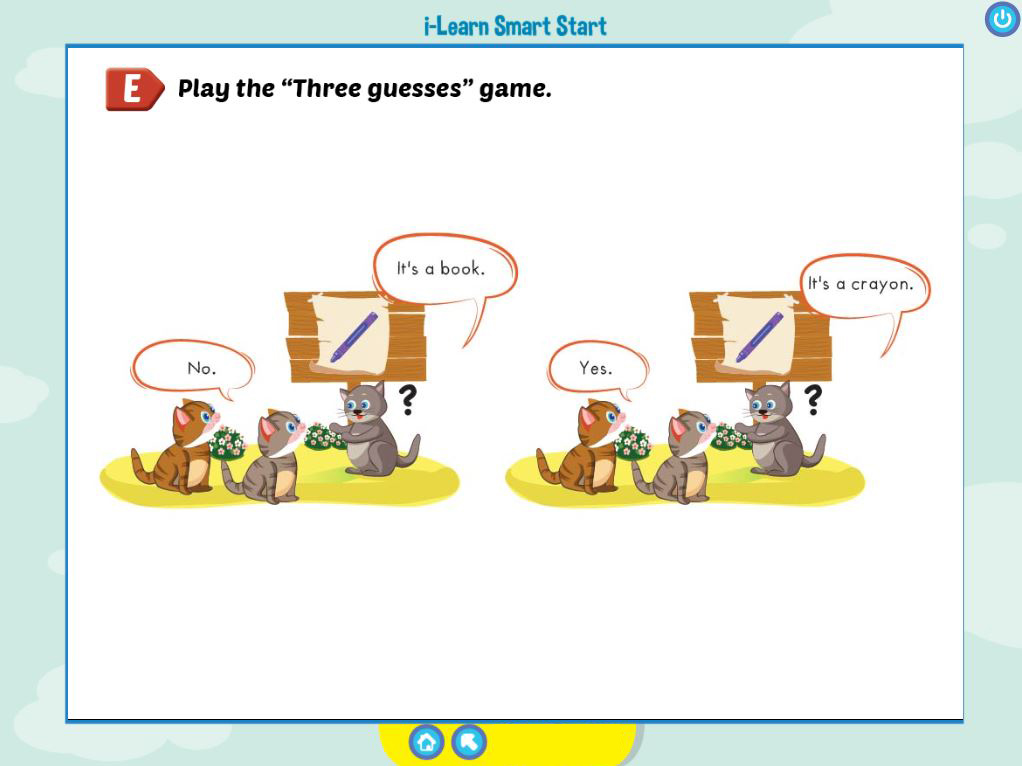 i-Learn Smart Start
E Play the “Three guesses” game.
It's a book.
No.
?
It's a crayon.
Yes.
?